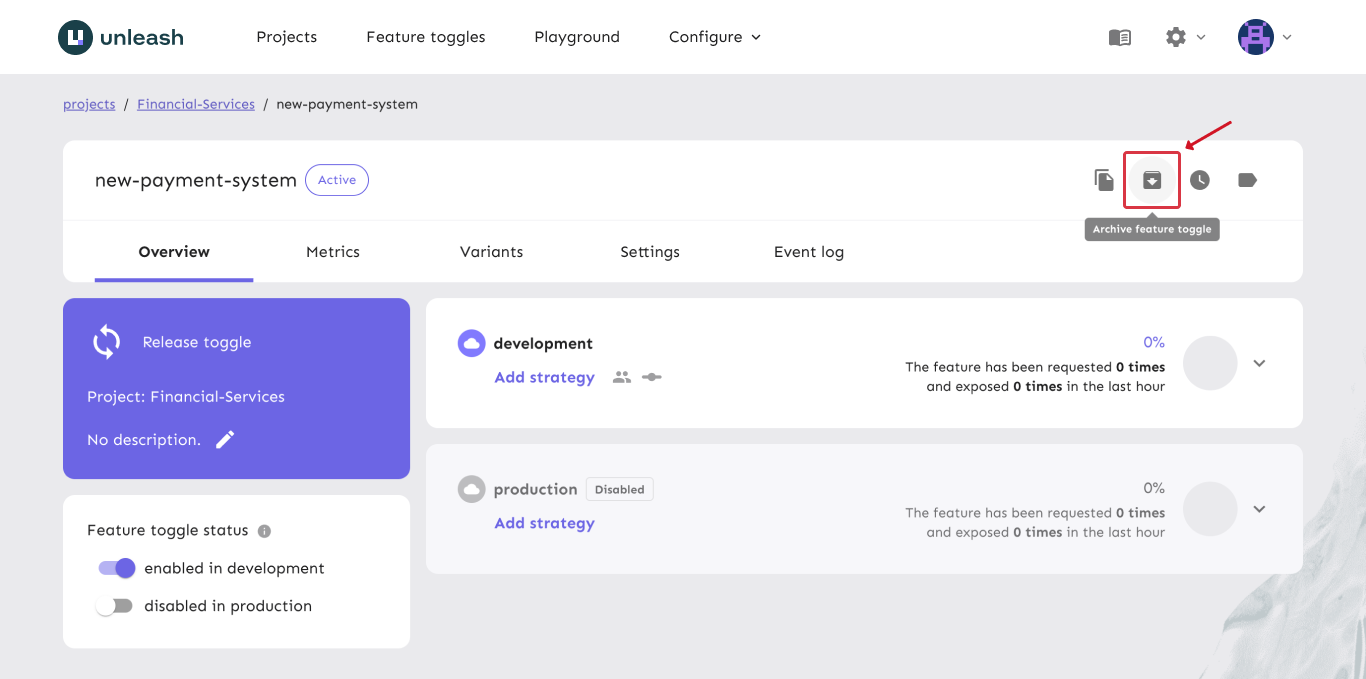 unleash Projects Feature toggles Playground Configure
projects / Financial-Services / new-payment-system
new-payment-system Active
Archive feature toggle
Overview Metrics Variants Settings Event log
Release toggle
Project: Financial-Services
No description.
Feature toggle status
enabled in development
disabled in production
development
Add strategy
0%
The feature has been requested 0 times
and exposed 0 times in the last hour
production Disabled
Add strategy
0%
The feature has been requested 0 times
and exposed 0 times in the last hour